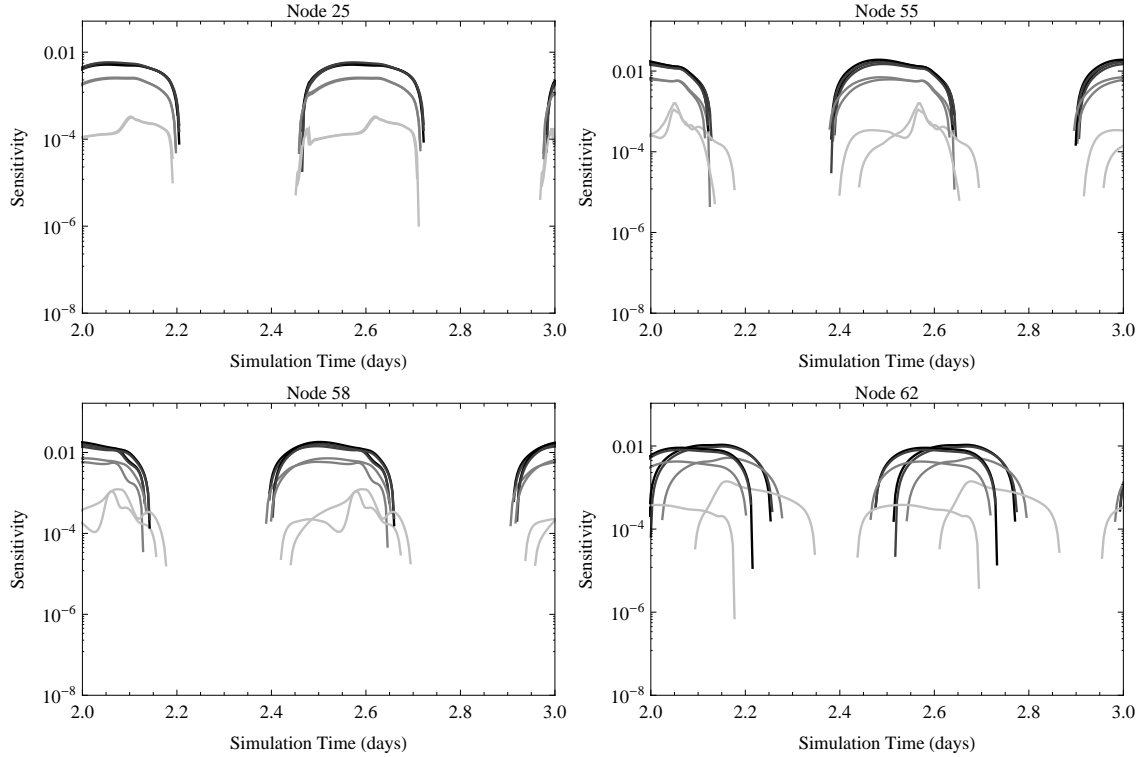 Node 25
Sensitivity
0.01
10⁻⁴
10⁻⁶
10⁻⁸
2.0 2.2 2.4 2.6 2.8 3.0
Simulation Time (days)
Node 55
Sensitivity
0.01
10⁻⁴
10⁻⁶
10⁻⁸
2.0 2.2 2.4 2.6 2.8 3.0
Simulation Time (days)
Node 58
Sensitivity
0.01
10⁻⁴
10⁻⁶
10⁻⁸
2.0 2.2 2.4 2.6 2.8 3.0
Simulation Time (days)
Node 62
Sensitivity
0.01
10⁻⁴
10⁻⁶
10⁻⁸
2.0 2.2 2.4 2.6 2.8 3.0
Simulation Time (days)